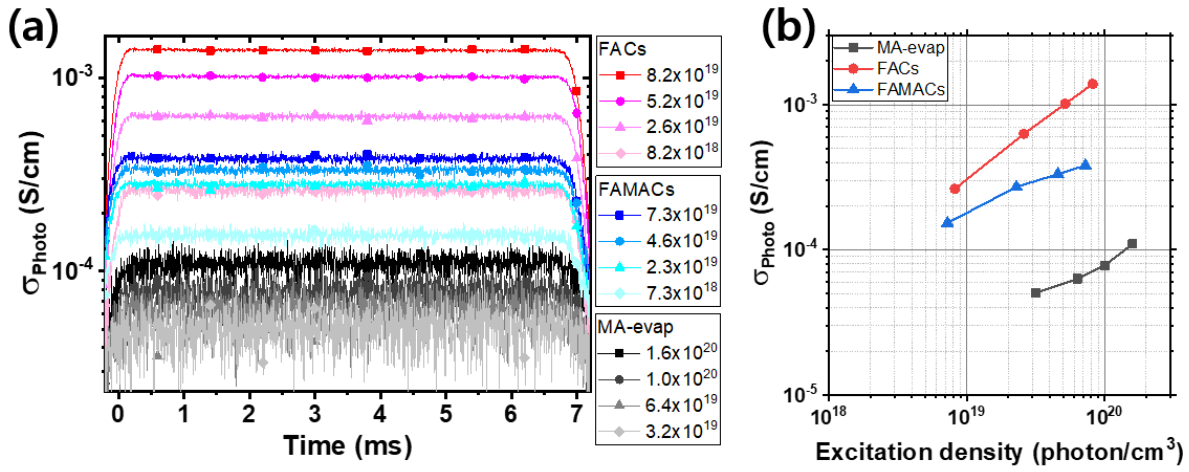 (a)
σPhoto (S/cm)
10⁻³
10⁻⁴
0 1 2 3 4 5 6 7
Time (ms)
FACs
8.2x10¹⁹
5.2x10¹⁹
2.6x10¹⁹
8.2x10¹⁸
FAMACs
7.3x10¹⁹
4.6x10¹⁹
2.3x10¹⁹
7.3x10¹⁸
MA-evap
1.6x10²⁰
1.0x10²⁰
6.4x10¹⁹
3.2x10¹⁹
(b)
σPhoto (S/cm)
MA-evap
FACs
FAMACs
10⁻³
10⁻⁴
10⁻⁵
10¹⁸ 10¹⁹ 10²⁰
Excitation density (photon/cm³)